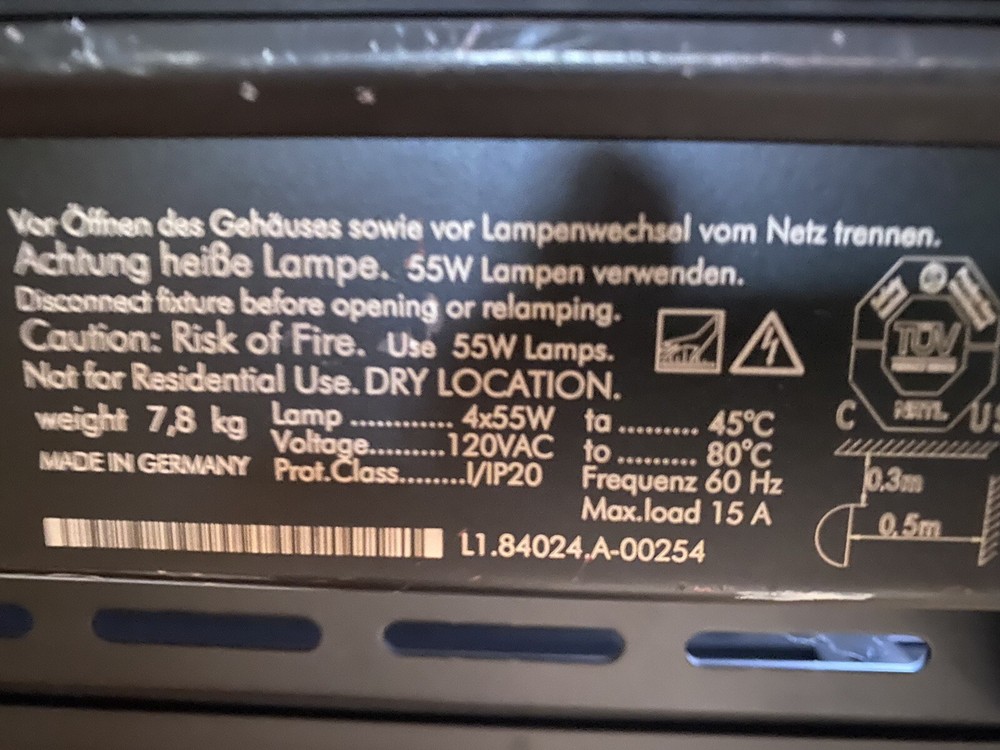 Vor Öffnen des Gehäuses sowie vor Lampenwechsel vom Netz trennen.
Achtung heiße Lampe. 55W Lampen verwenden.
Disconnect fixture before opening or relamping.
Caution: Risk of Fire. Use 55W Lamps.
Not for Residential Use. DRY LOCATION.
weight 7,8 kg
MADE IN GERMANY
Lamp ............ 4x55W
Voltage.........120VAC
Prot.Class........I/IP20
ta ......... 45°C
to ......... 80°C
Frequenz 60 Hz
Max.load 15 A
L1.84024.A-00254
TÜV
C NRTL US
0.3m
0.5m